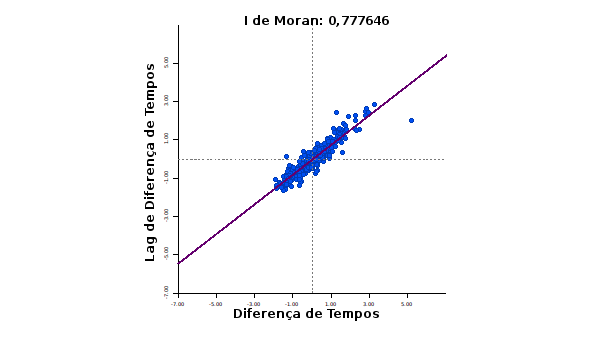 I de Moran: 0,777646
Lag de Diferença de Tempos
5.00
3.00
1.00
-1.00
-3.00
-5.00
-7.00
-7.00 -5.00 -3.00 -1.00 1.00 3.00 5.00
Diferença de Tempos